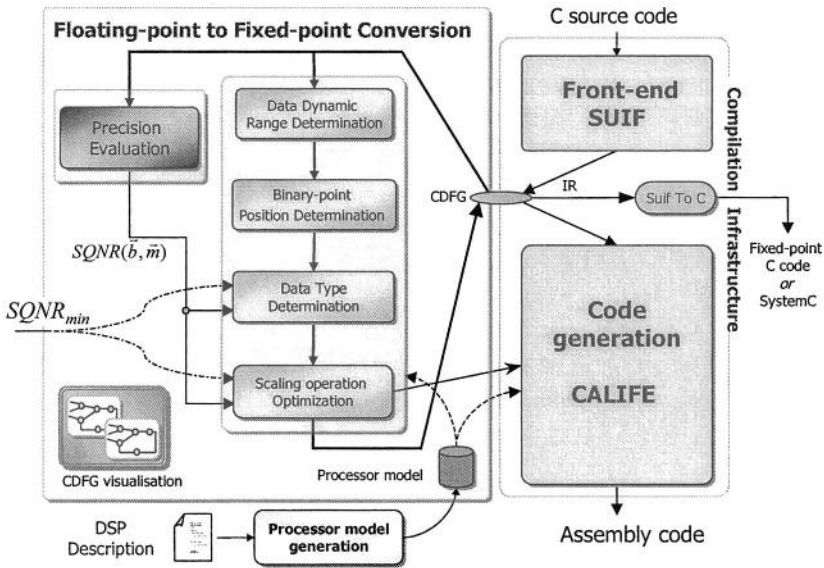 Floating-point to Fixed-point Conversion
C source code
Front-end
SUIF
Compilation Infrastructure
Data Dynamic
Range Determination
Precision
Evaluation
Binary-point
Position Determination
CDFG
IR
Suif To C
SQNR(b⃗, m⃗)
Fixed-point
C code
or
SystemC
SQNRmin
Data Type
Determination
Code
generation
CALIFE
Scaling operation
Optimization
CDFG visualisation
Processor model
DSP
Description
Processor model
generation
Assembly code